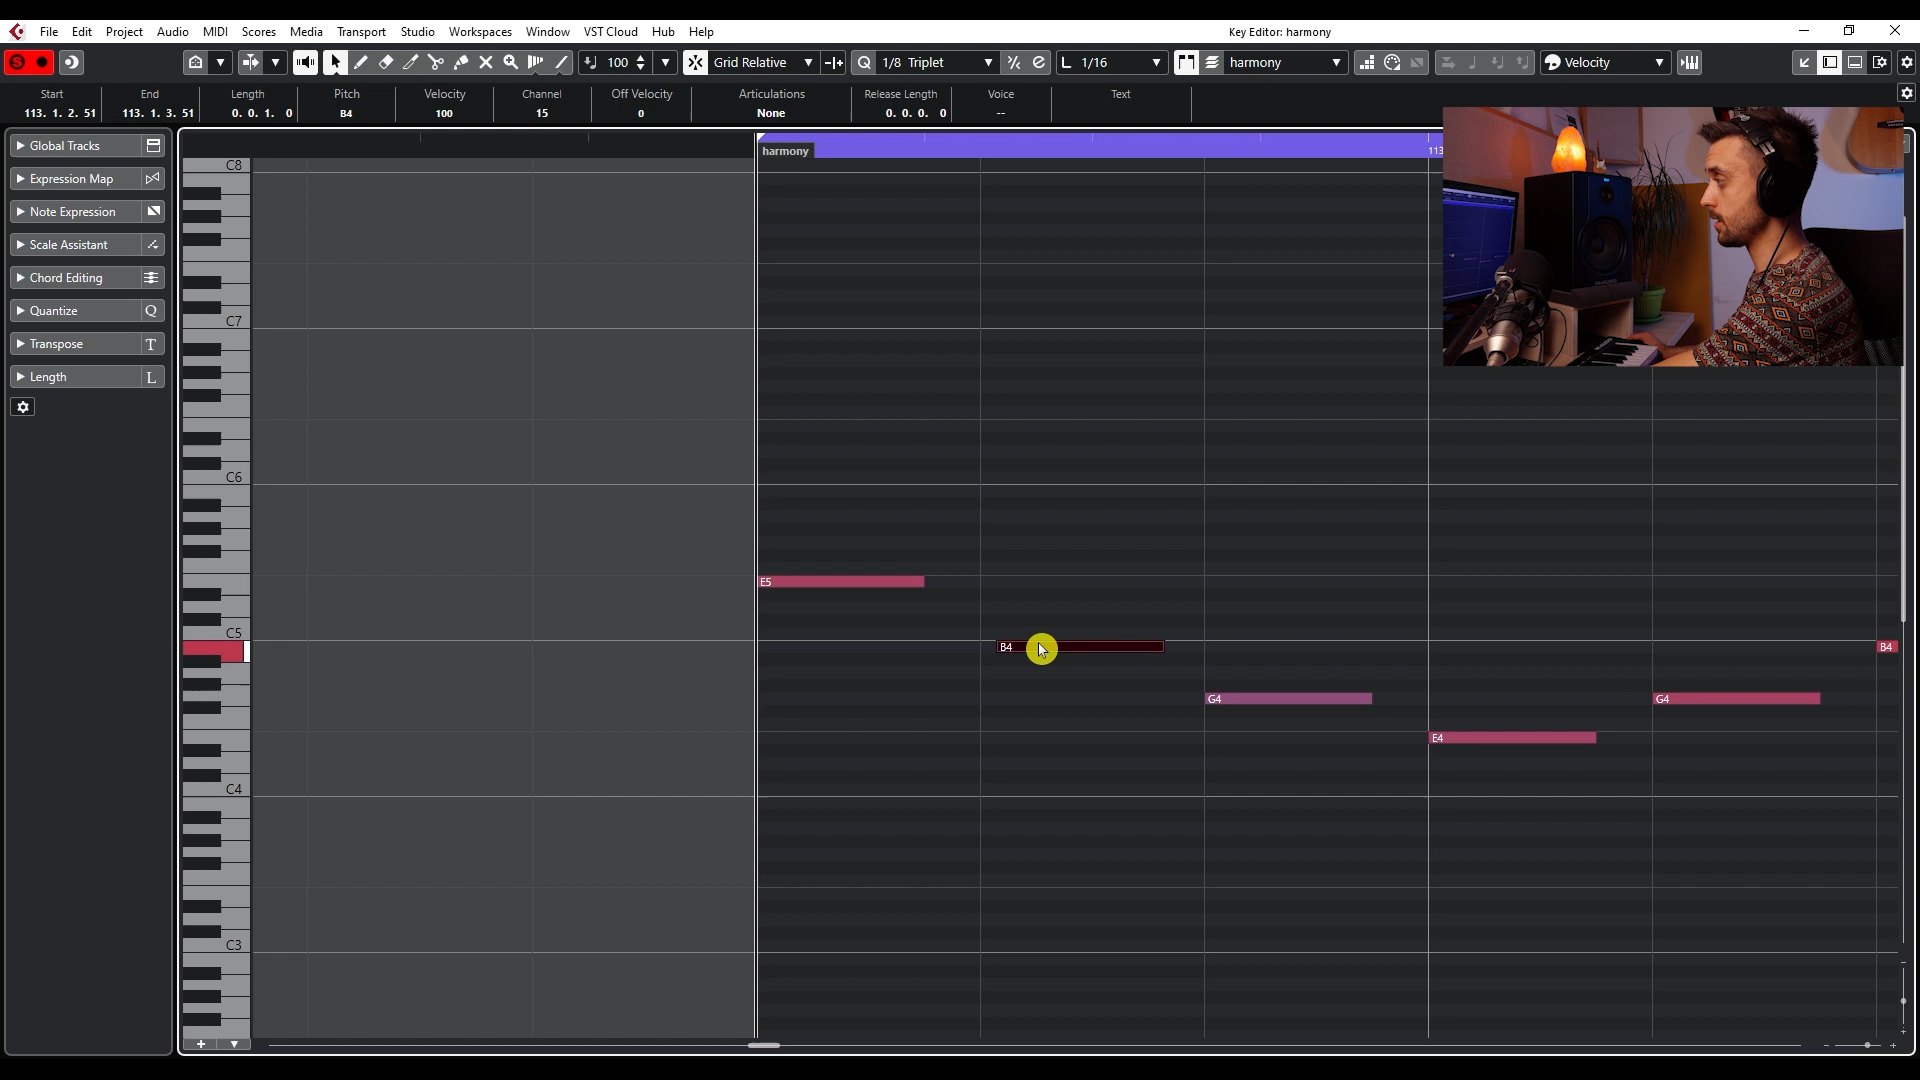 File Edit Project Audio MIDI Scores Media Transport Studio Workspaces Window VST Cloud Hub Help
Key Editor: harmony
S 100 Grid Relative Q 1/8 Triplet L 1/16 harmony Velocity
Start End Length Pitch Velocity Channel Off Velocity Articulations Release Length Voice Text
113. 1. 2. 51 113. 1. 3. 51 0. 0. 1. 0 B4 100 15 0 None 0. 0. 0. 0 --
Global Tracks
Expression Map
Note Expression
Scale Assistant
Chord Editing
Quantize Q
Transpose T
Length L
harmony 113
C8
C7
C6
E5
C5
B4 B4
G4 G4
E4
C4
C3